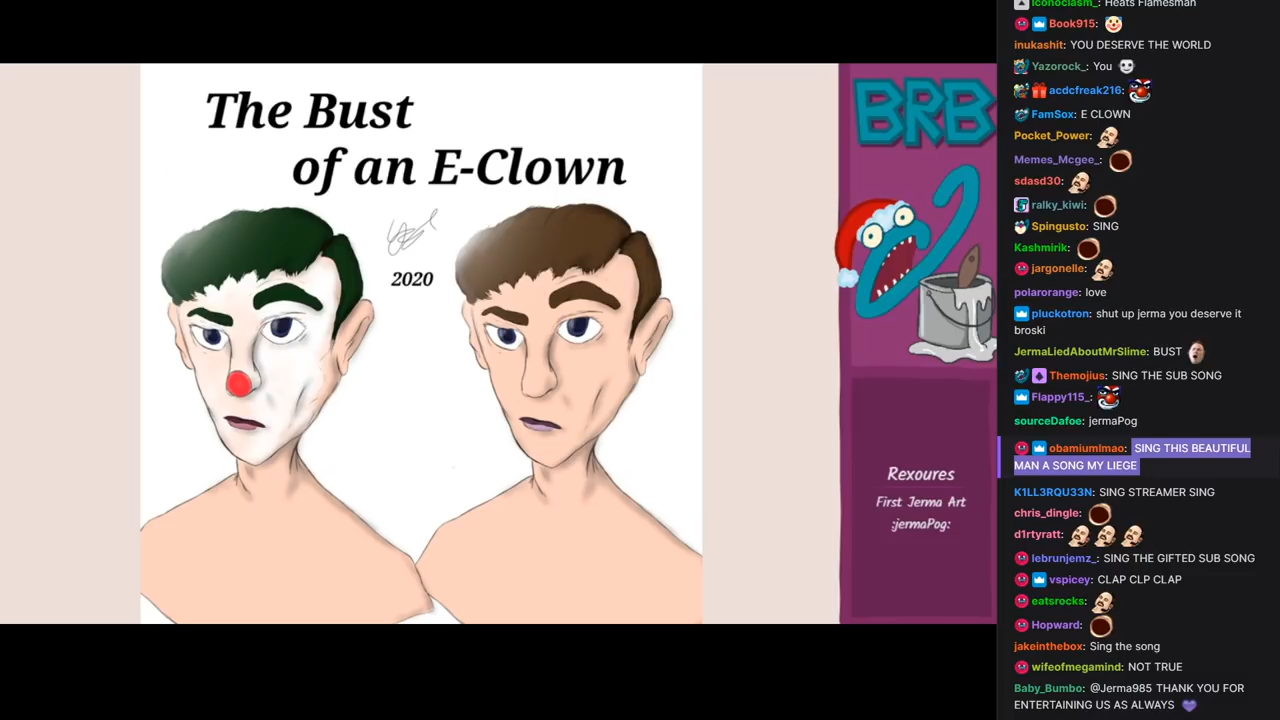 The Bust
of an E-Clown
2020
BRB
Rexoures
First Jerma Art
:jermaPog:
Iconoclasm_: Heats Flamesman
Book915:
inukashit: YOU DESERVE THE WORLD
Yazorock_: You
acdcfreak216:
FamSox: E CLOWN
Pocket_Power:
Memes_Mcgee_:
sdasd30:
ralky_kiwi:
Spingusto: SING
Kashmirik:
jargonelle:
polarorange: love
pluckotron: shut up jerma you deserve it
broski
JermaLiedAboutMrSlime: BUST
Themojius: SING THE SUB SONG
Flappy115_:
sourceDafoe: jermaPog
obamiumlmao: SING THIS BEAUTIFUL
MAN A SONG MY LIEGE
K1LL3RQU33N: SING STREAMER SING
chris_dingle:
d1rtyratt:
lebrunjemz_: SING THE GIFTED SUB SONG
vspicey: CLAP CLP CLAP
eatsrocks:
Hopward:
jakeinthebox: Sing the song
wifeofmegamind: NOT TRUE
Baby_Bumbo: @Jerma985 THANK YOU FOR
ENTERTAINING US AS ALWAYS